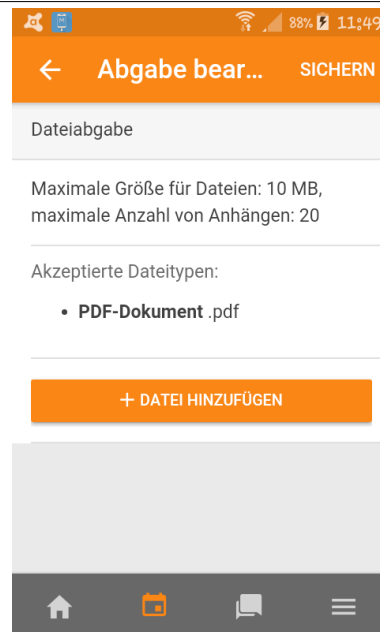 88% 11:49
Abgabe bear... SICHERN
Dateiabgabe
Maximale Größe für Dateien: 10 MB,
maximale Anzahl von Anhängen: 20
Akzeptierte Dateitypen:
• PDF-Dokument .pdf
+ DATEI HINZUFÜGEN